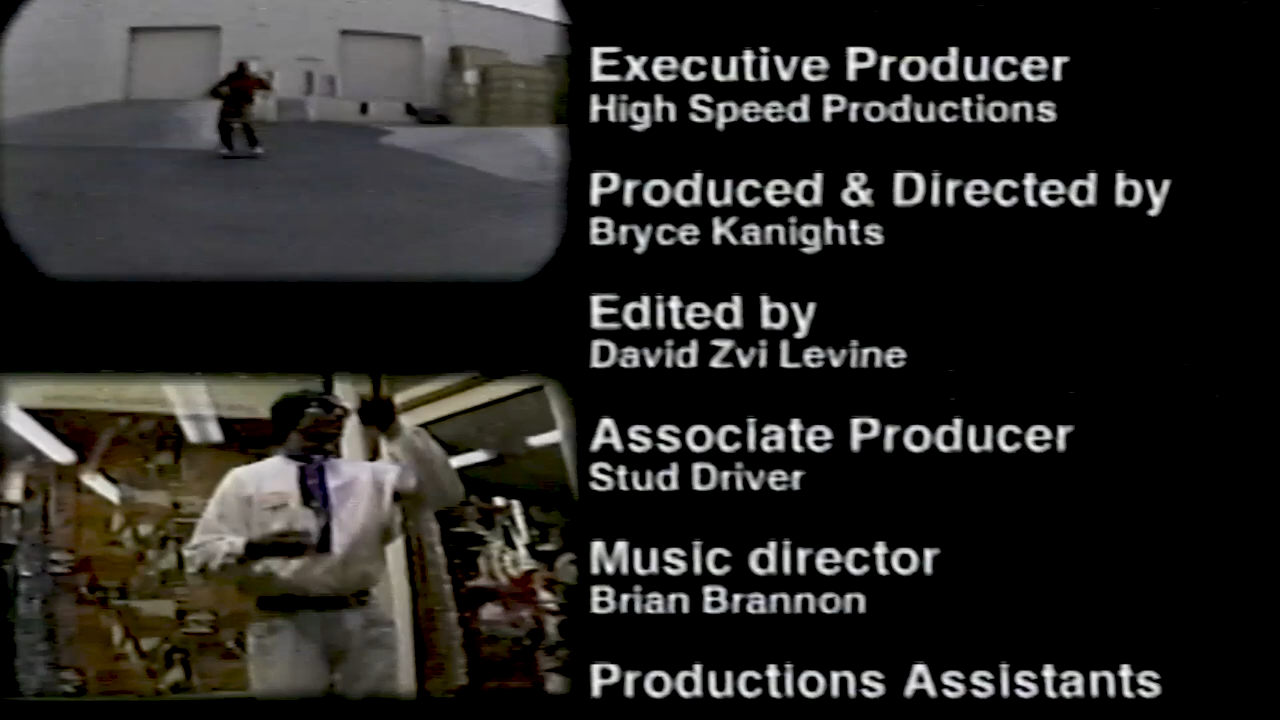 Executive Producer
High Speed Productions
Produced & Directed by
Bryce Kanights
Edited by
David Zvi Levine
Associate Producer
Stud Driver
Music director
Brian Brannon
Productions Assistants